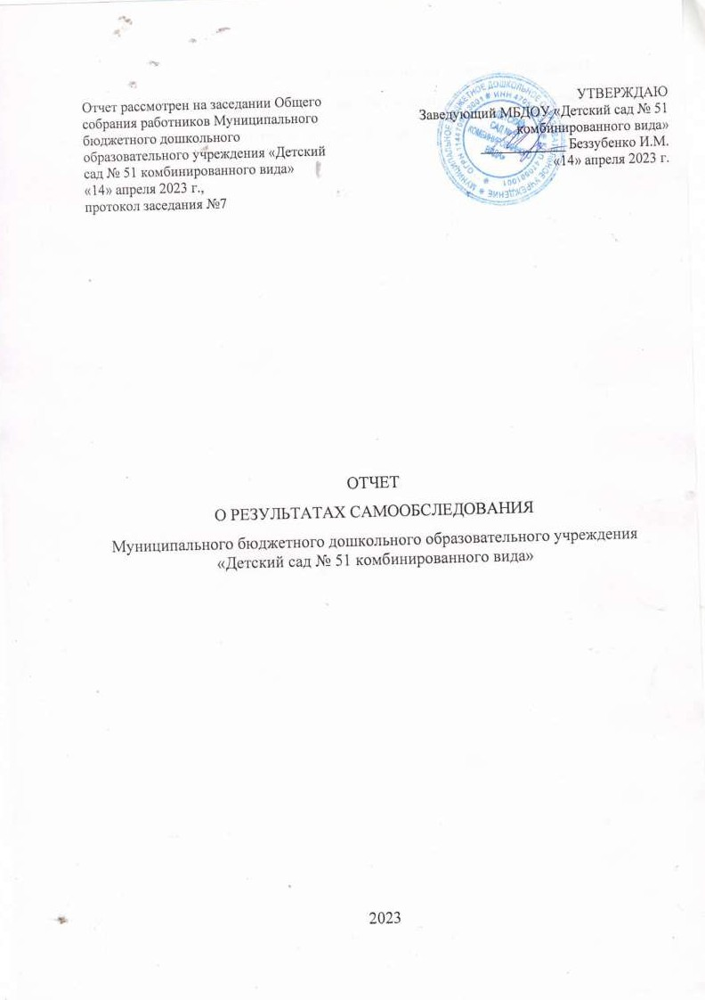 Отчет рассмотрен на заседании Общего
собрания работников Муниципального
бюджетного дошкольного
образовательного учреждения «Детский
сад № 51 комбинированного вида»
«14» апреля 2023 г.,
протокол заседания №7
УТВЕРЖДАЮ
Заведующий МБДОУ «Детский сад № 51
комбинированного вида»
Беззубенко И.М.
«14» апреля 2023 г.
ОТЧЕТ
О РЕЗУЛЬТАТАХ САМООБСЛЕДОВАНИЯ
Муниципального бюджетного дошкольного образовательного учреждения
«Детский сад № 51 комбинированного вида»
2023